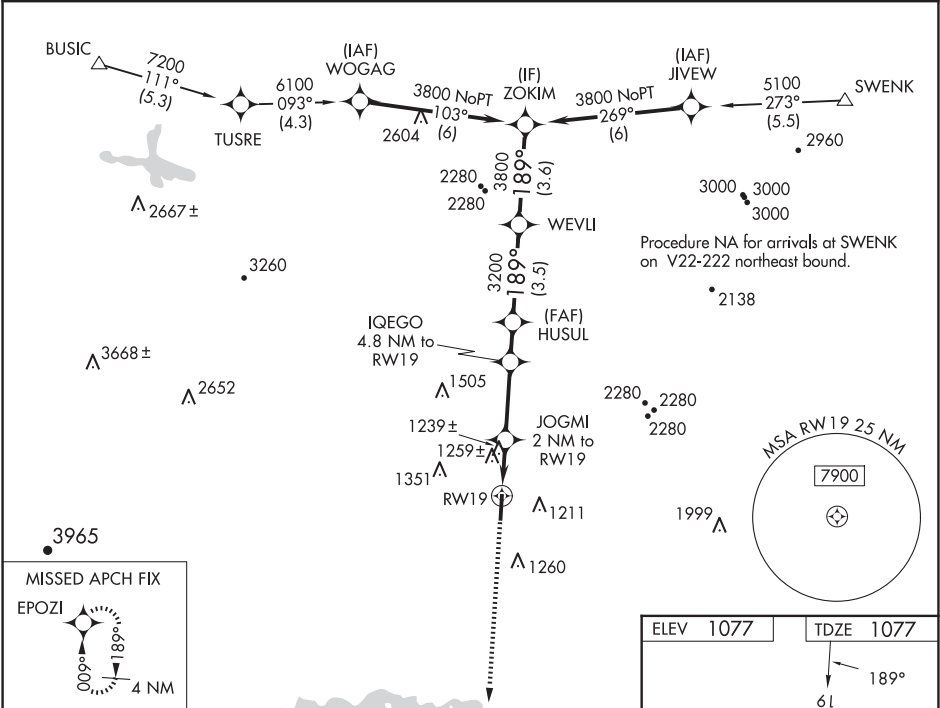 BUSIC
7200
111°
(5.3)
TUSRE
6100
093°
(4.3)
(IAF)
WOGAG
3800 NoPT
103°
(6)
2604
(IF)
ZOKIM
3800 NoPT
269°
(6)
(IAF)
JIVEW
5100
273°
(5.5)
SWENK
2960
3000
3000
3000
2280
2280
3800
189°
(3.6)
WEVLI
2667 ±
Procedure NA for arrivals at SWENK
on V22-222 northeast bound.
3260
3200
189°
(3.5)
2138
(FAF)
HUSUL
IQEGO
4.8 NM to
RW19
3668 ±
2652
1505
2280
2280
2280
1239 ±
1259 ±
JOGMI
2 NM to
RW19
1351
RW19
1211
1999
MSA RW19 25 NM
7900
3965
1260
MISSED APCH FIX
EPOZI
009°
189°
4 NM
ELEV 1077
TDZE 1077
189°
19